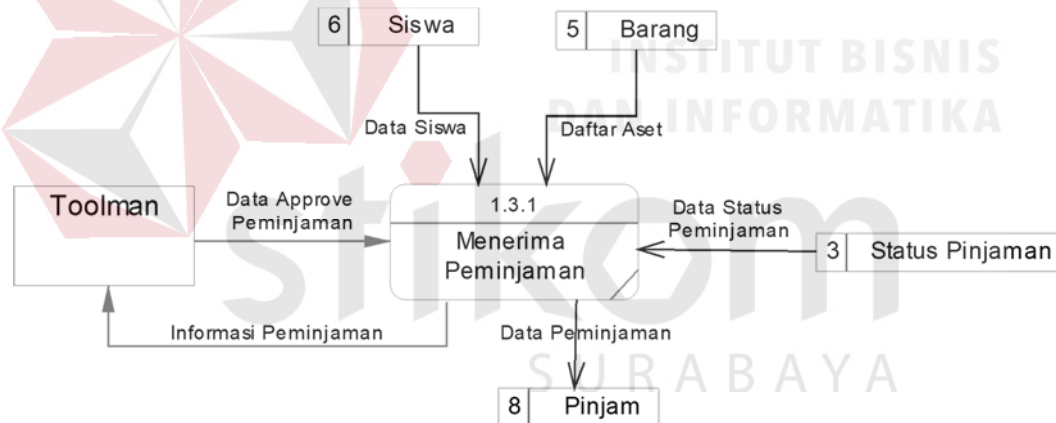 6 Siswa
5 Barang
INSTITUT BISNIS
DAN INFORMATIKA
Data Siswa
Daftar Aset
Toolman
Data Approve
Peminjaman
1.3.1
Menerima
Peminjaman
Data Status
Peminjaman
3 Status Pinjaman
stikom
Informasi Peminjaman
Data Peminjaman
SURABAYA
8 Pinjam